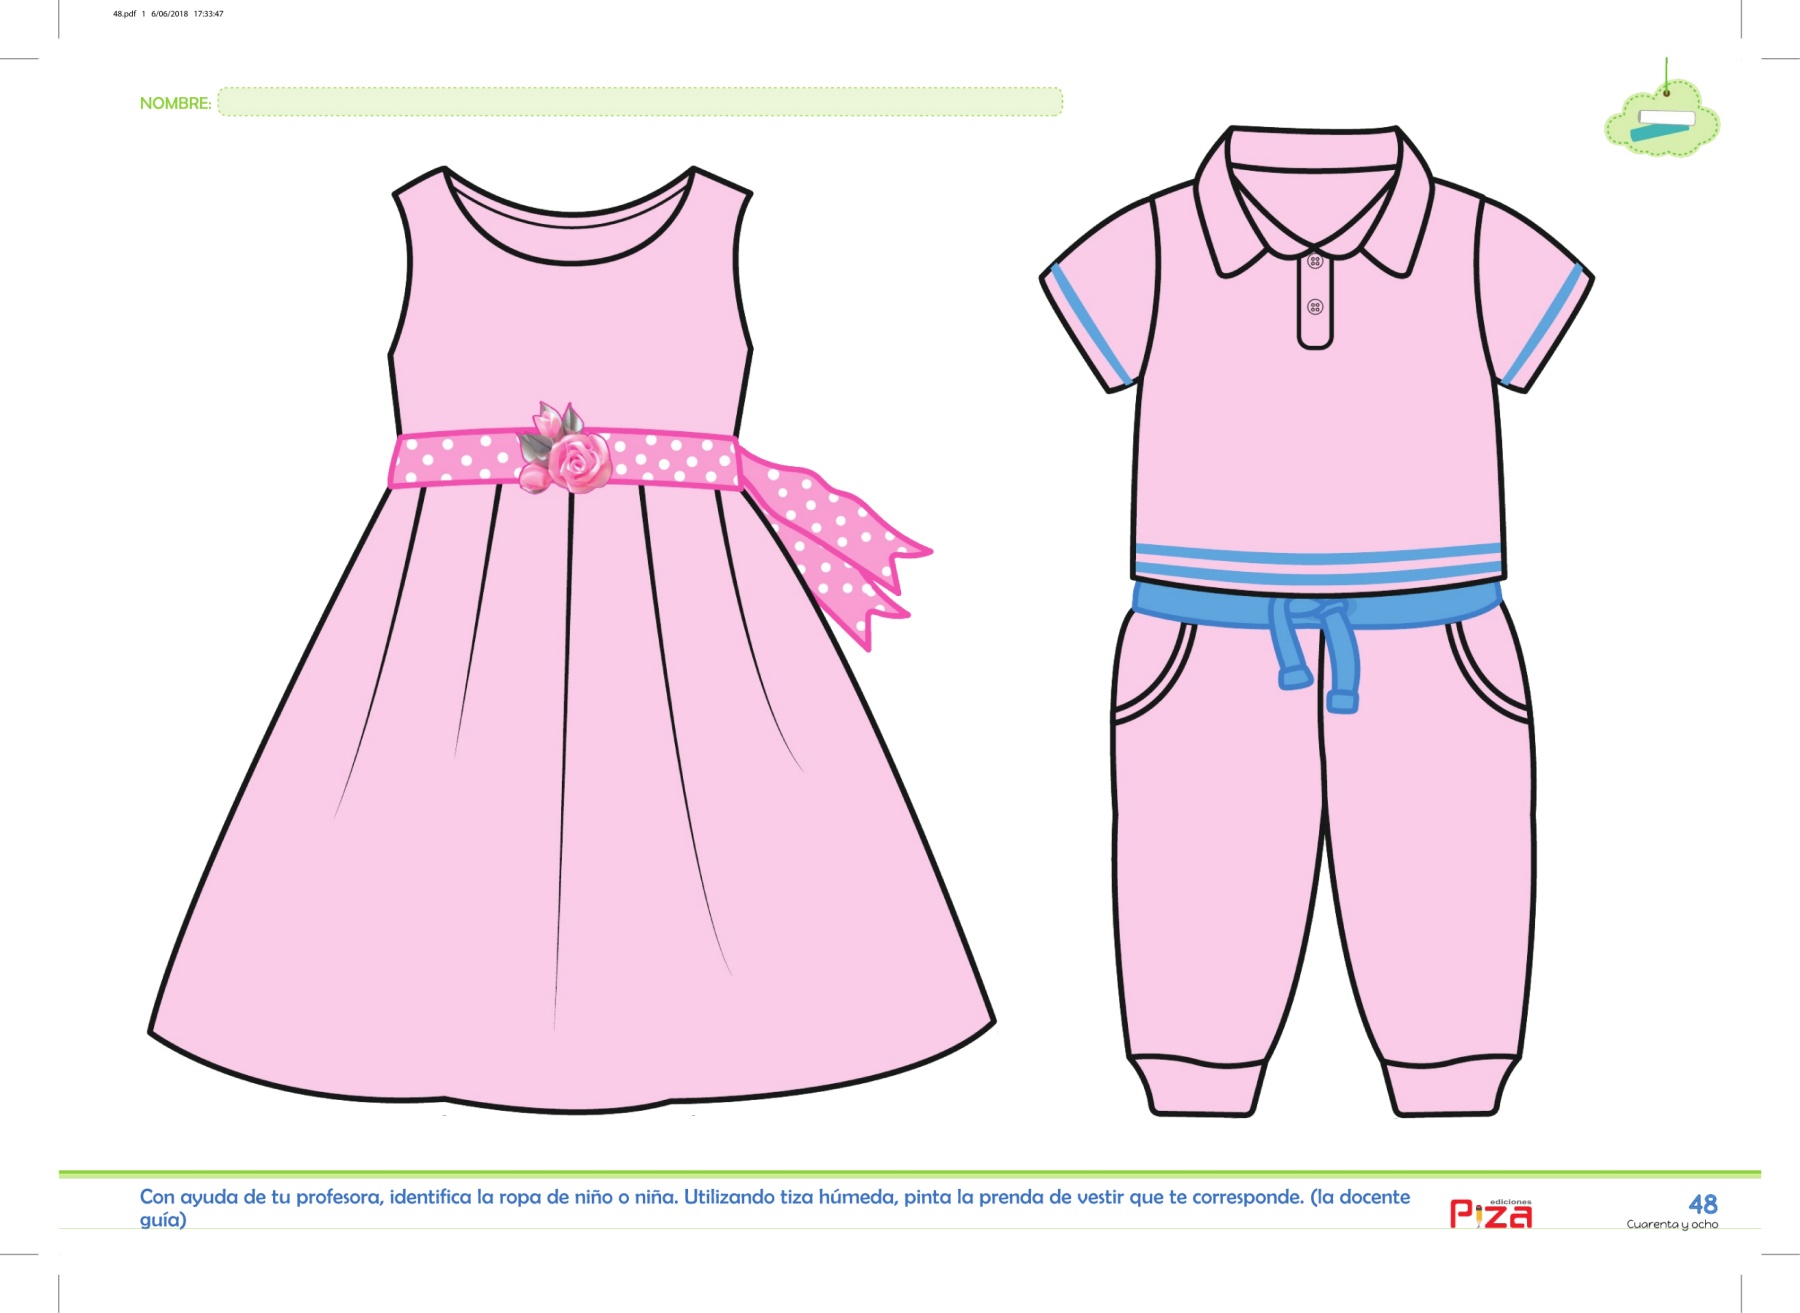 48.pdf 1 6/06/2018 17:33:47
NOMBRE:
Con ayuda de tu profesora, identifica la ropa de niño o niña. Utilizando tiza húmeda, pinta la prenda de vestir que te corresponde. (la docente
guía)
ediciones
Piza
48
Cuarenta y ocho